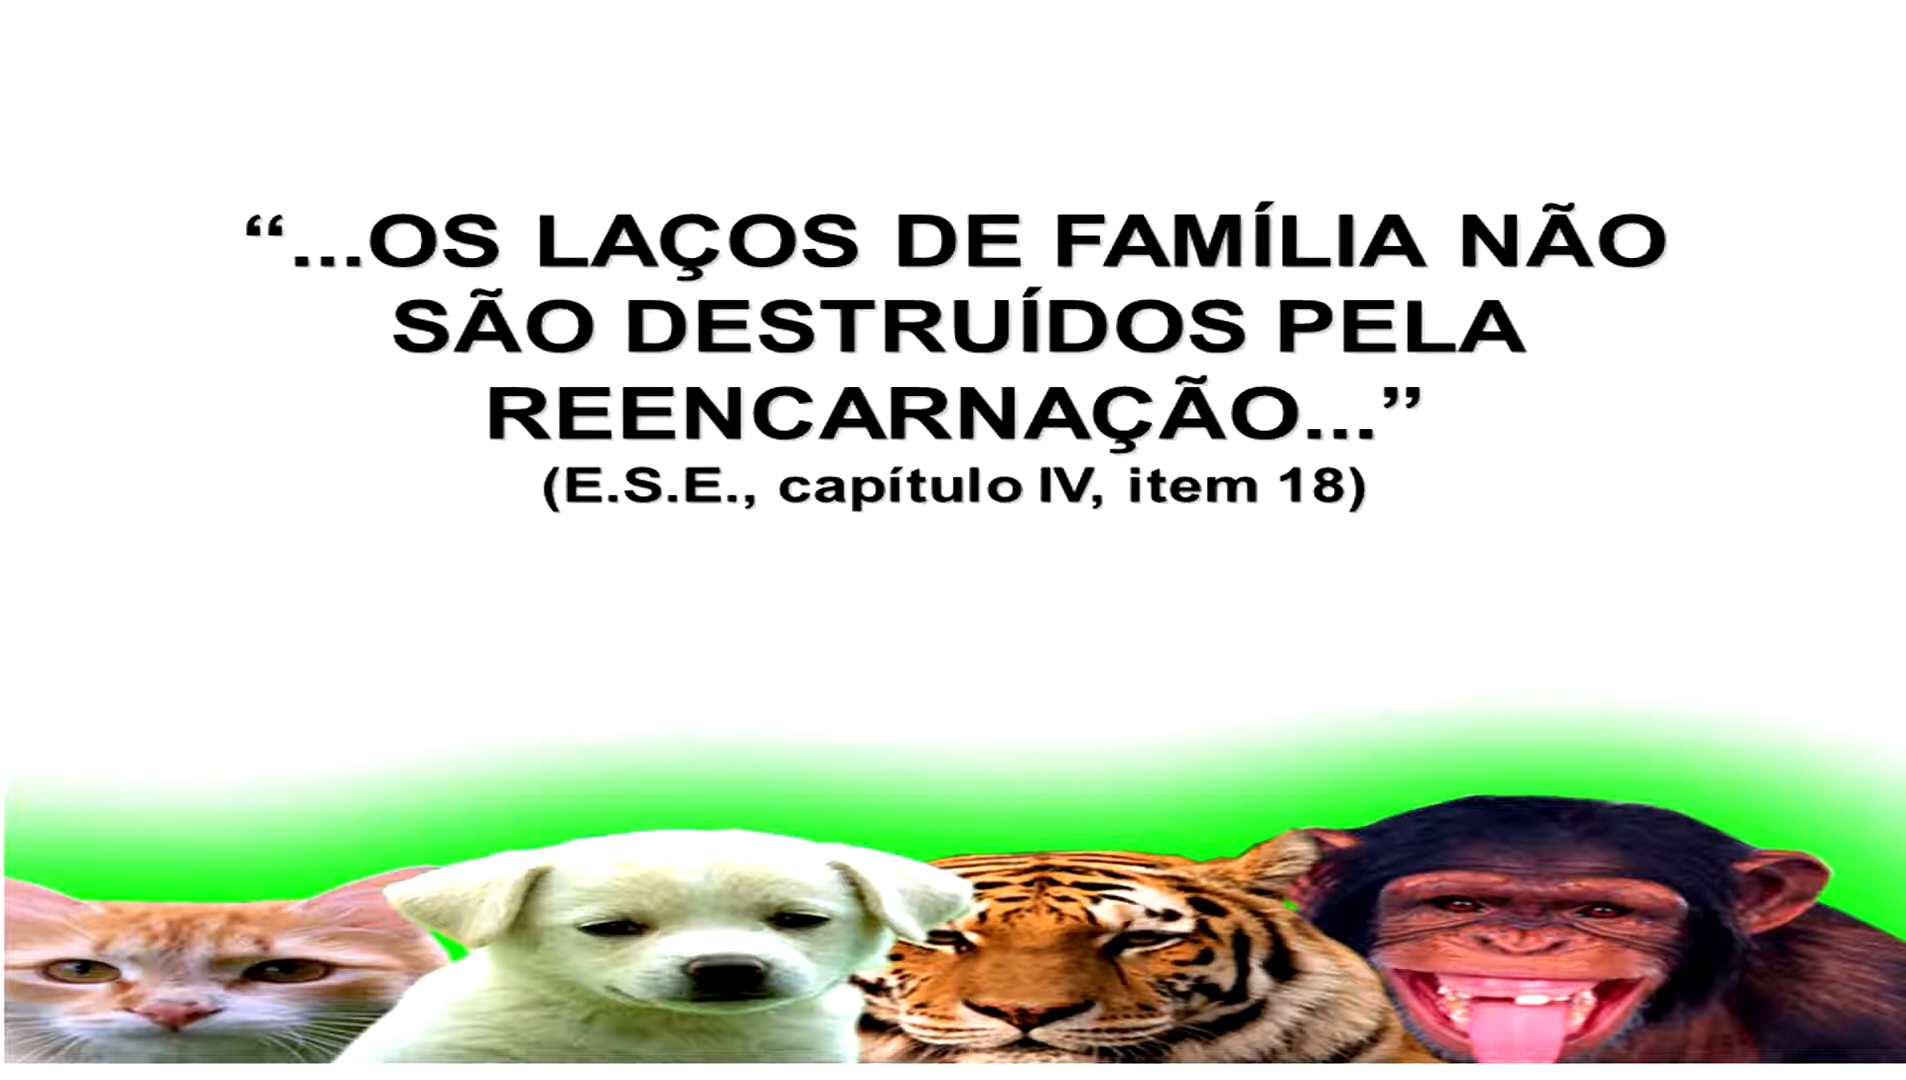 “...OS LAÇOS DE FAMÍLIA NÃO
SÃO DESTRUÍDOS PELA
REENCARNAÇÃO...”
(E.S.E., capítulo IV, item 18)